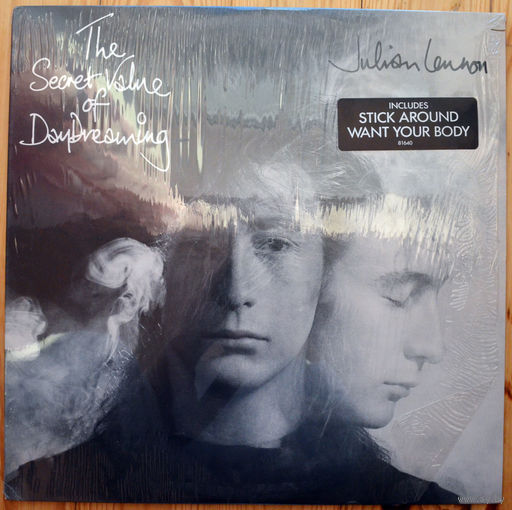 The
Secret Value
of
Daydreaming
Julian Lennon
INCLUDES
STICK AROUND
WANT YOUR BODY
81640